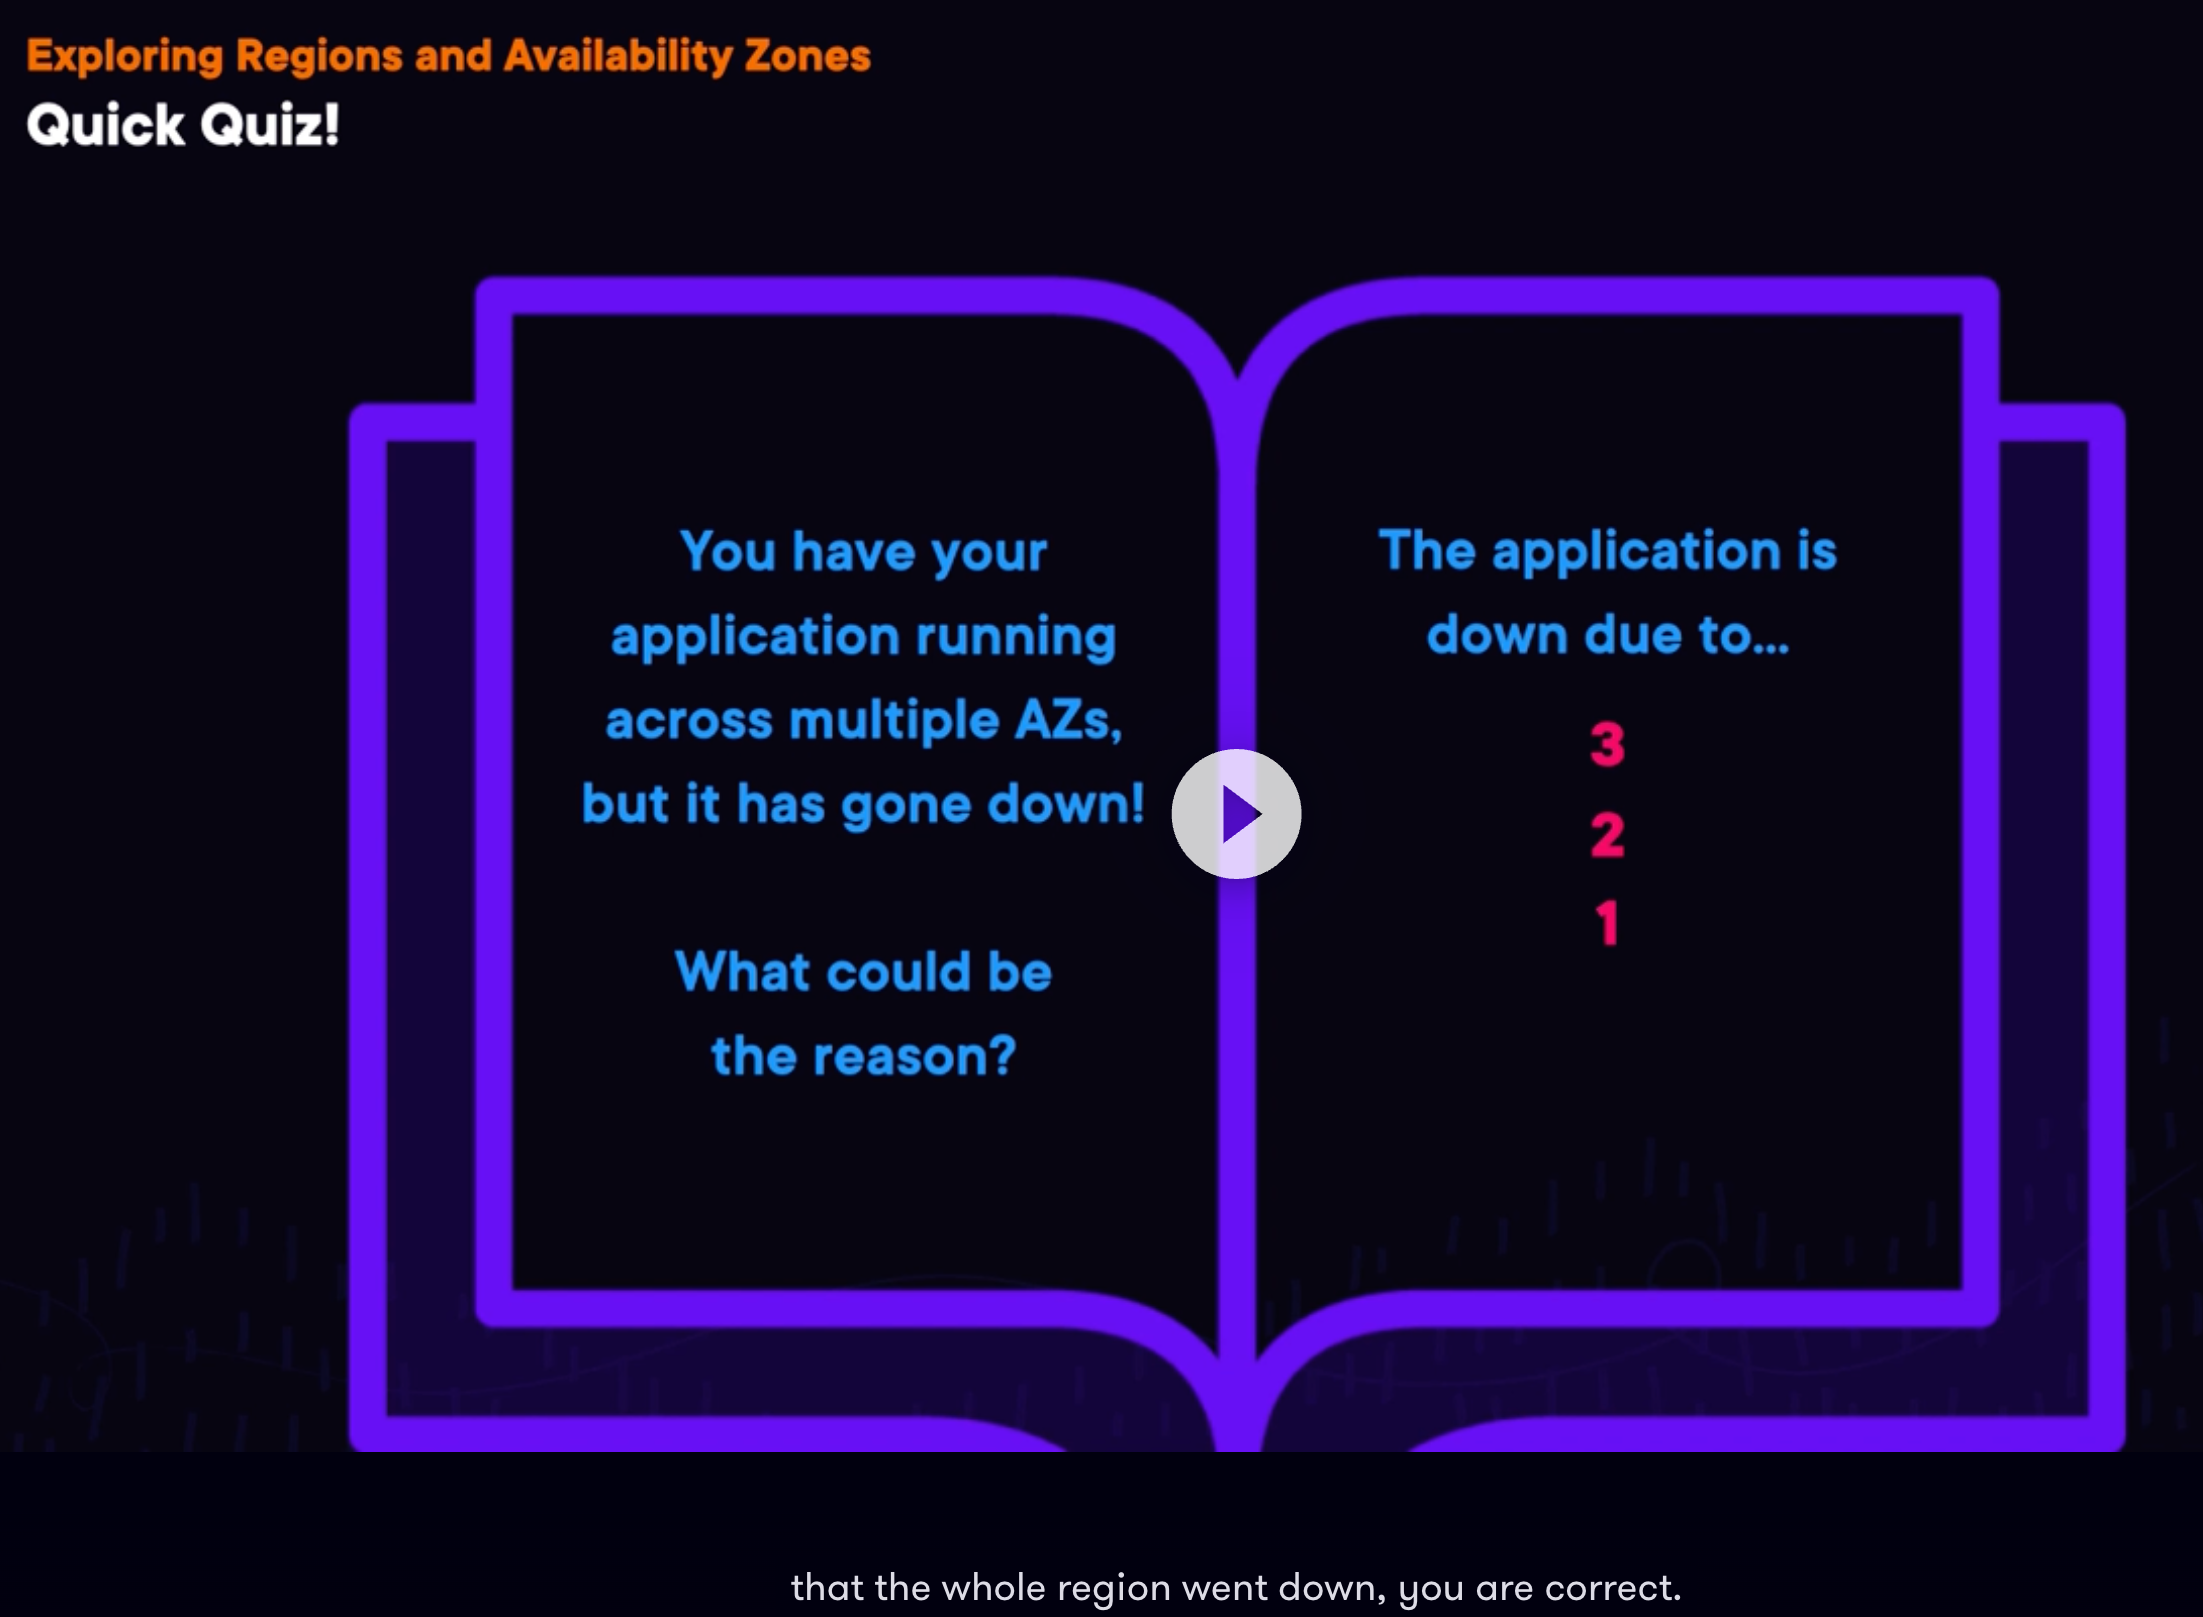 Exploring Regions and Availability Zones
Quick Quiz!
You have your
application running
across multiple AZs,
but it has gone down!
What could be
the reason?
The application is
down due to...
3
2
1
that the whole region went down, you are correct.